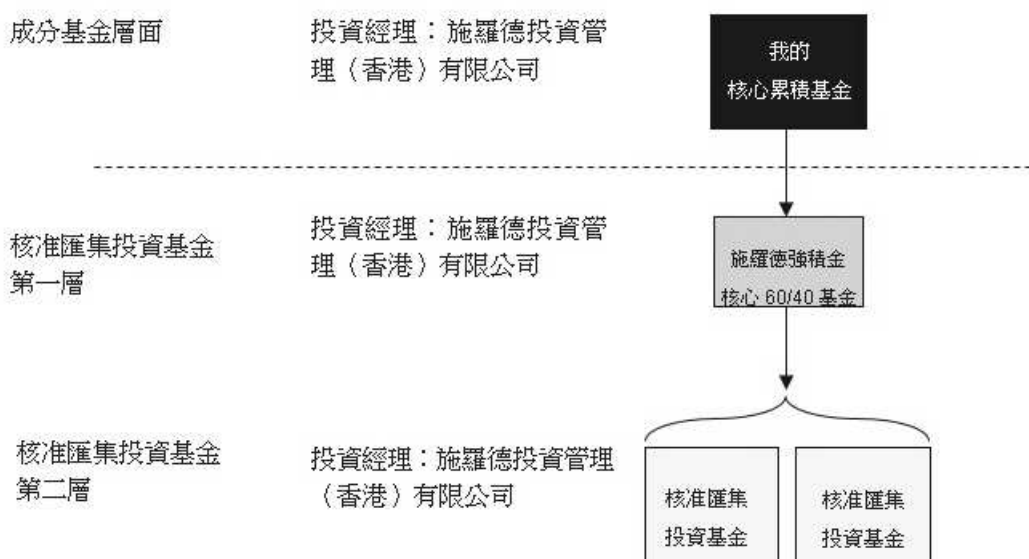 成分基金層面
投資經理：施羅德投資管
理（香港）有限公司
我的
核心累積基金
核准匯集投資基金
第一層
投資經理：施羅德投資管
理（香港）有限公司
施羅德強積金
核心 60/40 基金
核准匯集投資基金
第二層
投資經理：施羅德投資管理
（香港）有限公司
核准匯集
投資基金
核准匯集
投資基金